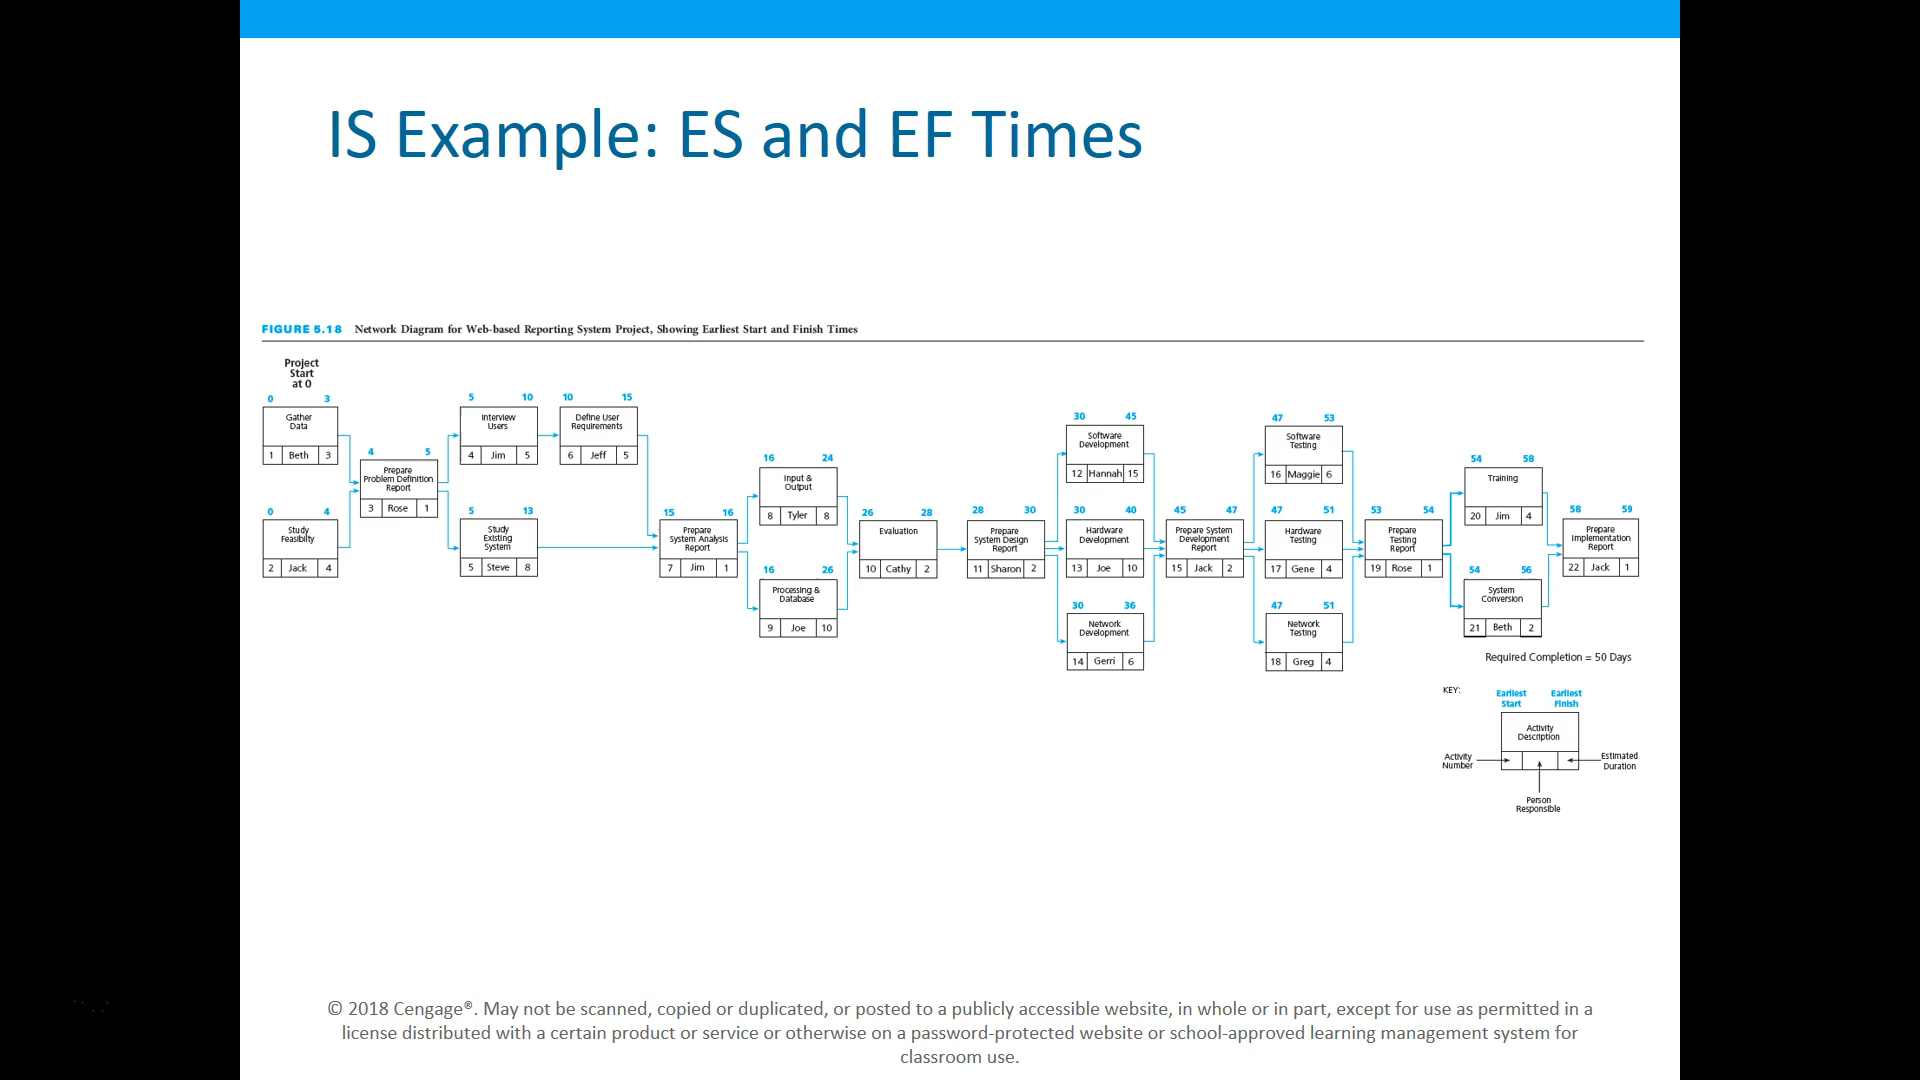 IS Example: ES and EF Times
FIGURE 5.18 Network Diagram for Web-based Reporting System Project, Showing Earliest Start and Finish Times
Project
Start
at 0
0 3
Gather
Data
1 Beth 3
0 4
Study
Feasibility
2 Jack 4
4 5
Prepare
Problem Definition
Report
3 Rose 1
5 10
Interview
Users
4 Jim 5
5 13
Study
Existing
System
5 Steve 8
10 15
Define User
Requirements
6 Jeff 5
15 16
Prepare
System Analysis
Report
7 Jim 1
16 24
Input &
Output
8 Tyler 8
16 26
Processing &
Database
9 Joe 10
26 28
Evaluation
10 Cathy 2
28 30
Prepare
System Design
Report
11 Sharon 2
30 45
Software
Development
12 Hannah 15
30 40
Hardware
Development
13 Joe 10
30 36
Network
Development
14 Gerri 6
45 47
Prepare System
Development
Report
15 Jack 2
47 53
Software
Testing
16 Maggie 6
47 51
Hardware
Testing
17 Gene 4
47 51
Network
Testing
18 Greg 4
53 54
Prepare
Testing
Report
19 Rose 1
54 58
Training
20 Jim 4
54 56
System
Conversion
21 Beth 2
58 59
Prepare
Implementation
Report
22 Jack 1
Required Completion = 50 Days
KEY:
Earliest Earliest
Start Finish
Activity
Description
Activity
Number
Estimated
Duration
Person
Responsible
© 2018 Cengage®. May not be scanned, copied or duplicated, or posted to a publicly accessible website, in whole or in part, except for use as permitted in a
license distributed with a certain product or service or otherwise on a password-protected website or school-approved learning management system for
classroom use.